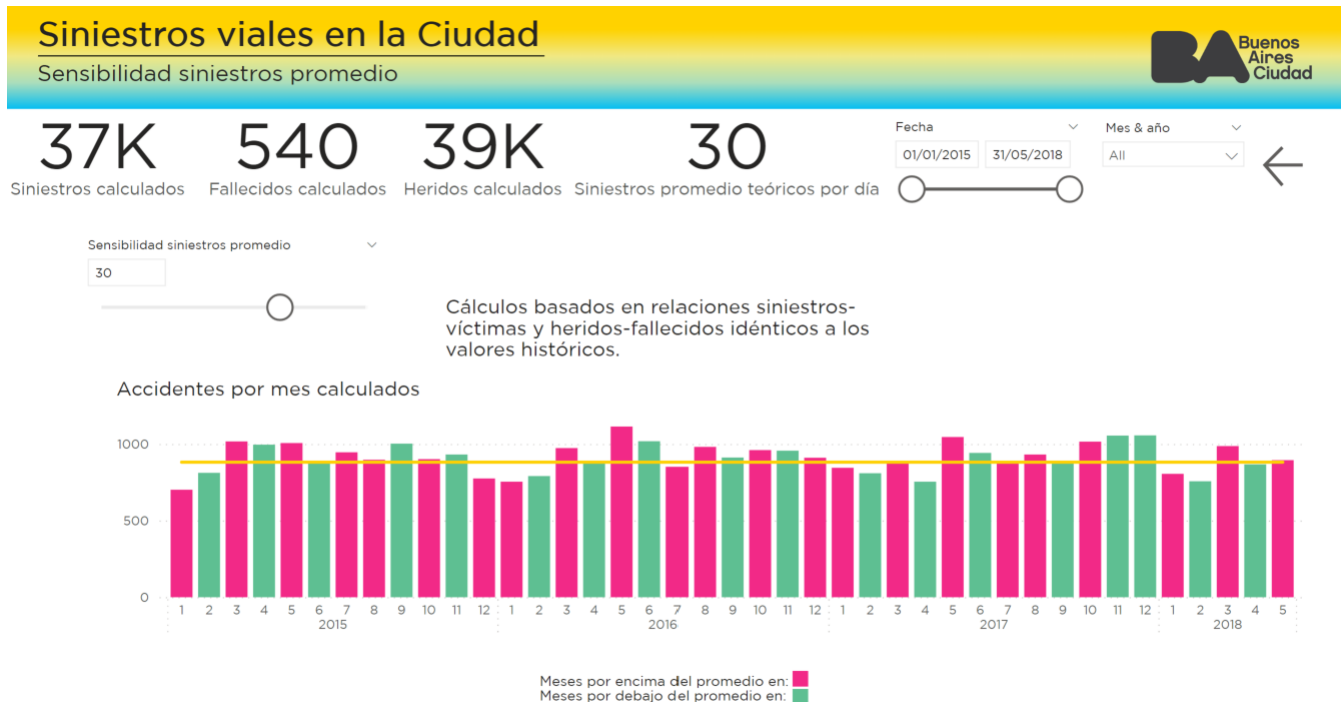 Siniestros viales en la Ciudad
Sensibilidad siniestros promedio
BA
Buenos
Aires
Ciudad
37K
Siniestros calculados
540
Fallecidos calculados
39K
Heridos calculados
30
Siniestros promedio teóricos por día
Fecha
01/01/2015 31/05/2018
Mes & año
All
Sensibilidad siniestros promedio
30
Cálculos basados en relaciones siniestros-
víctimas y heridos-fallecidos idénticos a los
valores históricos.
Accidentes por mes calculados
1000
500
0
1 2 3 4 5 6 7 8 9 10 11 12 1 2 3 4 5 6 7 8 9 10 11 12 1 2 3 4 5 6 7 8 9 10 11 12 1 2 3 4 5
2015 2016 2017 2018
Meses por encima del promedio en:
Meses por debajo del promedio en: